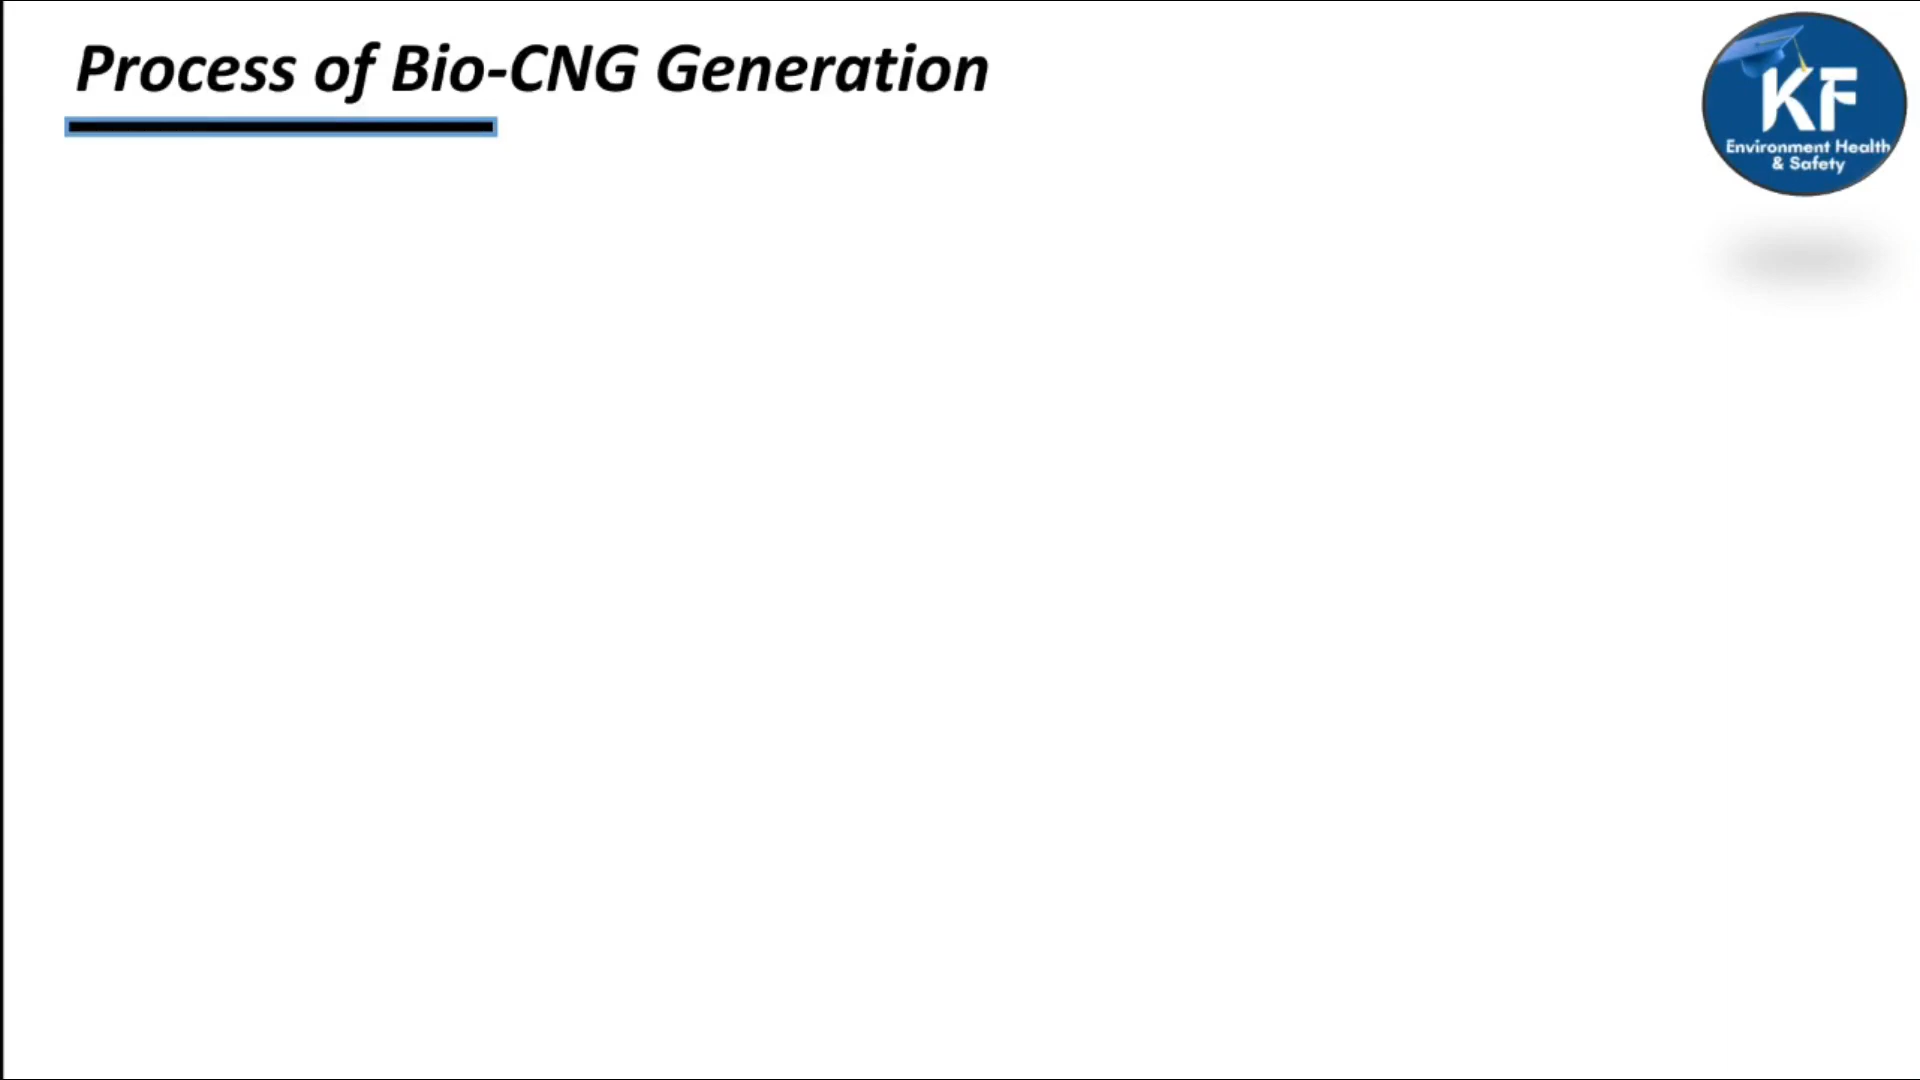 Process of Bio-CNG Generation
KF
Environment Health
& Safety